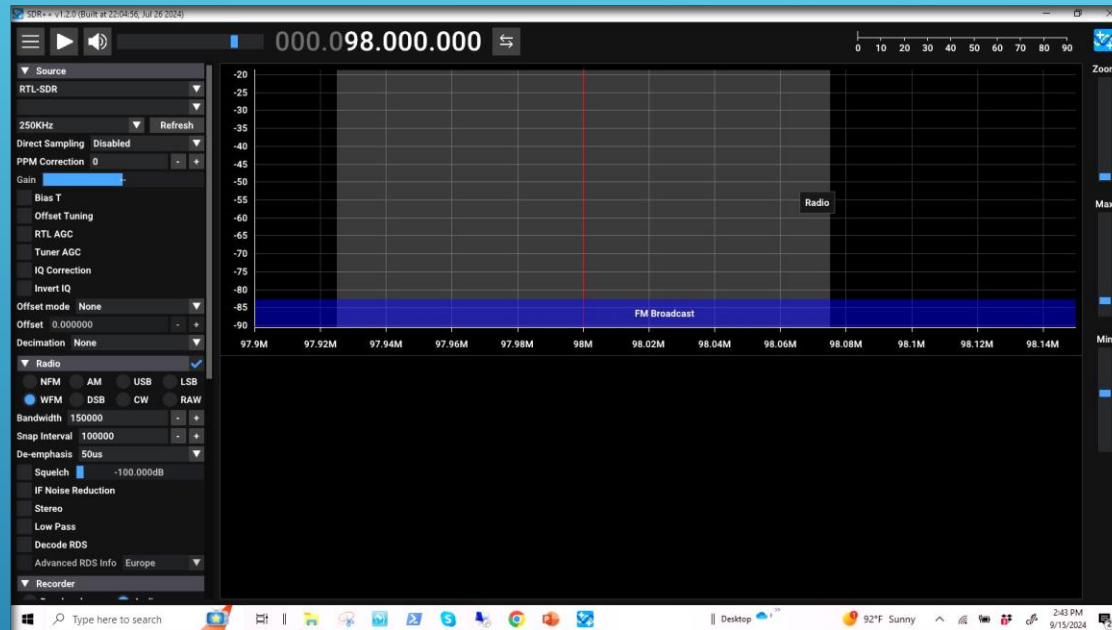 SDR++ v1.2.0 (Built at 22:04:56, Jul 26 2024)
000.098.000.000
0 10 20 30 40 50 60 70 80 90
Source
RTL-SDR
250KHz Refresh
Direct Sampling Disabled
PPM Correction 0 - +
Gain --
Bias T
Offset Tuning
RTL AGC
Tuner AGC
IQ Correction
Invert IQ
Offset mode None
Offset 0.000000 - +
Decimation None
Radio
NFM AM USB LSB
WFM DSB CW RAW
Bandwidth 150000 - +
Snap Interval 100000 - +
De-emphasis 50us
Squelch -100.000dB
IF Noise Reduction
Stereo
Low Pass
Decode RDS
Advanced RDS Info Europe
Recorder
-20
-25
-30
-35
-40
-45
-50
-55
-60
-65
-70
-75
-80
-85
-90
Radio
FM Broadcast
97.9M 97.92M 97.94M 97.96M 97.98M 98M 98.02M 98.04M 98.06M 98.08M 98.1M 98.12M 98.14M
Zoom
Max
Min
Type here to search
Desktop
92°F Sunny
2:43 PM
9/15/2024